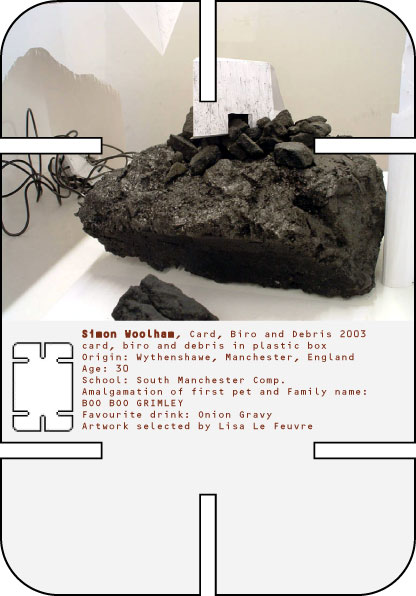 Simon Woolham, Card, Biro and Debris 2003
card, biro and debris in plastic box
Origin: Wythenshawe, Manchester, England
Age: 30
School: South Manchester Comp.
Amalgamation of first pet and Family name:
BOO BOO GRIMLEY
Favourite drink: Onion Gravy
Artwork selected by Lisa Le Feuvre